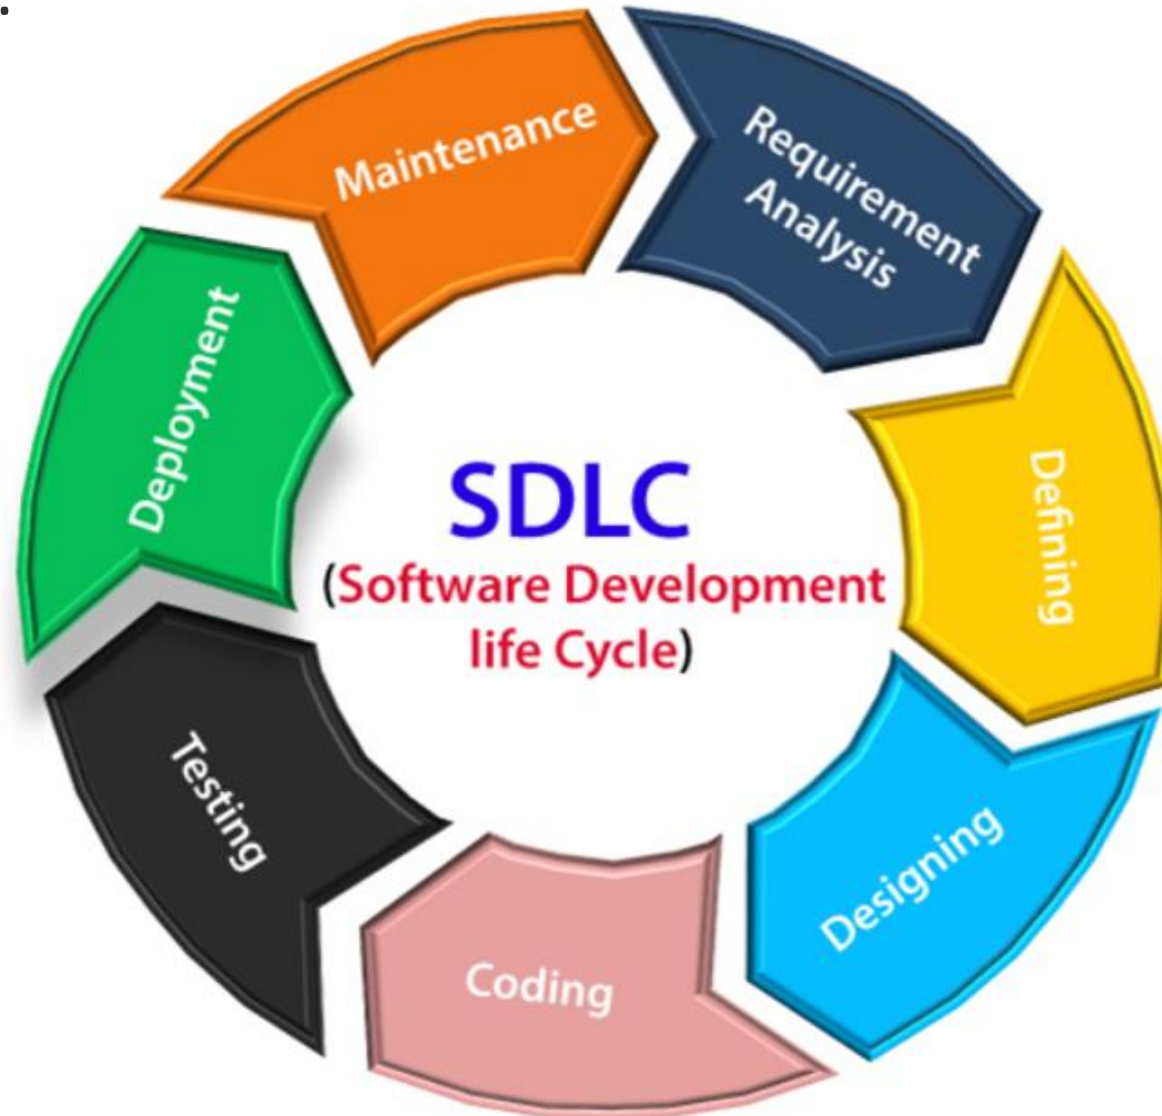 SDLC
(Software Development
life Cycle)
Requirement
Analysis
Defining
Designing
Coding
Testing
Deployment
Maintenance